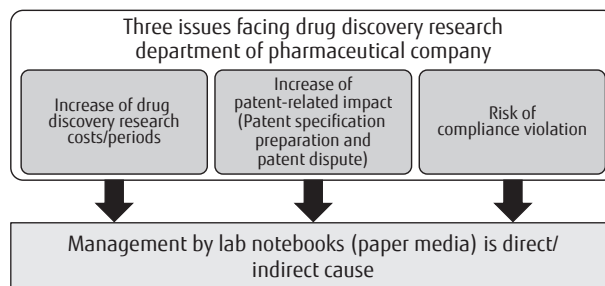 Three issues facing drug discovery research
department of pharmaceutical company
Increase of drug
discovery research
costs/periods
Increase of
patent-related impact
(Patent specification
preparation and
patent dispute)
Risk of
compliance violation
Management by lab notebooks (paper media) is direct/
indirect cause